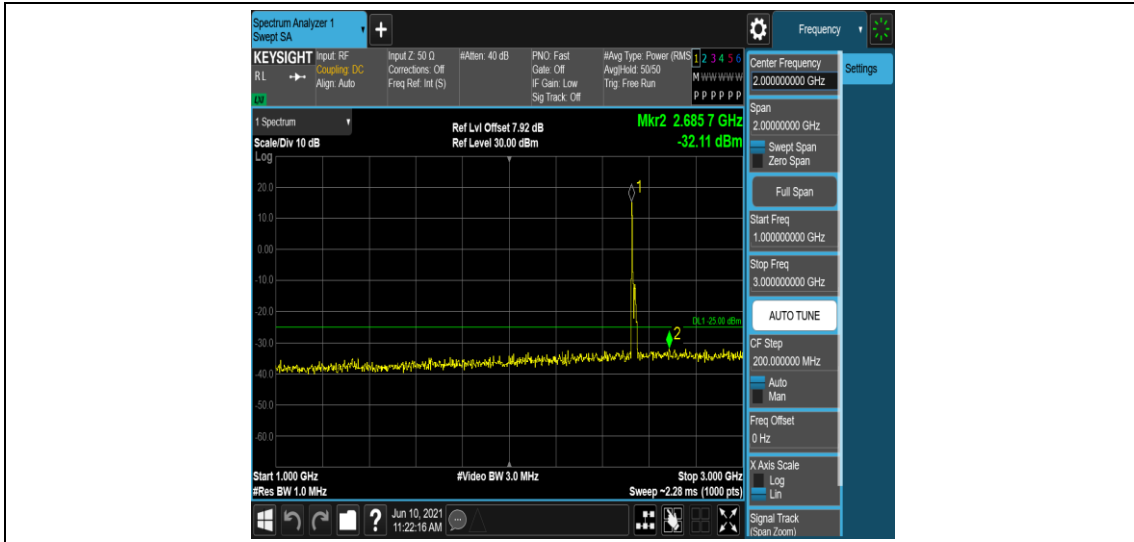 Spectrum Analyzer 1
Swept SA
+
Frequency
KEYSIGHT
RL
Input: RF
Coupling: DC
Align: Auto
Input Z: 50 Ω
Corrections: Off
Freq Ref: Int (S)
#Atten: 40 dB
PNO: Fast
Gate: Off
IF Gain: Low
Sig Track: Off
#Avg Type: Power (RMS
Avg|Hold: 50/50
Trig: Free Run
1 2 3 4 5 6
M W W W W W
P P P P P P
1 Spectrum
Scale/Div 10 dB
Log
Ref Lvl Offset 7.92 dB
Ref Level 30.00 dBm
Mkr2 2.685 7 GHz
-32.11 dBm
20.0
10.0
0.00
-10.0
-20.0
-30.0
-40.0
-50.0
-60.0
1
DL1 -25.00 dBm
2
Start 1.000 GHz
#Res BW 1.0 MHz
#Video BW 3.0 MHz
Stop 3.000 GHz
Sweep ~2.28 ms (1000 pts)
?
Jun 10, 2021
11:22:16 AM
Center Frequency
2.000000000 GHz
Settings
Span
2.00000000 GHz
Swept Span
Zero Span
Full Span
Start Freq
1.000000000 GHz
Stop Freq
3.000000000 GHz
AUTO TUNE
CF Step
200.000000 MHz
Auto
Man
Freq Offset
0 Hz
X Axis Scale
Log
Lin
Signal Track
(Span Zoom)